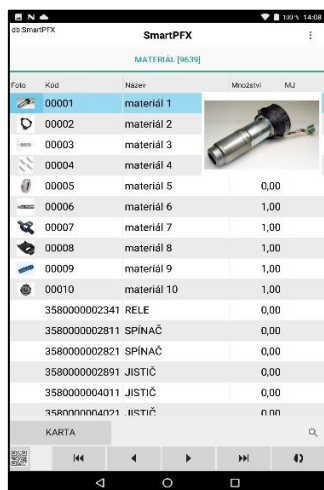 100% 14:08
db:SmartPFX
SmartPFX
MATERIÁL [9639]
Foto Kód Název Množství MJ
00001 materiál 1
00002 materiál 2
00003 materiál 3
00004 materiál 4
00005 materiál 5 0,00
00006 materiál 6 1,00
00007 materiál 7 1,00
00008 materiál 8 1,00
00009 materiál 9 1,00
00010 materiál 10 1,00
3580000002341 RELE 0,00
3580000002811 SPÍNAČ 0,00
3580000002821 SPÍNAČ 0,00
3580000002891 JISTIČ 0,00
3580000004011 JISTIČ 0,00
3580000004021 JISTIČ 0,00
KARTA